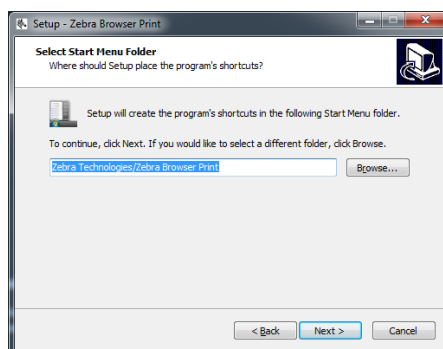 Setup - Zebra Browser Print
Select Start Menu Folder
Where should Setup place the program's shortcuts?
Setup will create the program's shortcuts in the following Start Menu folder.
To continue, click Next. If you would like to select a different folder, click Browse.
Zebra Technologies/Zebra Browser Print
Browse...
< Back
Next >
Cancel